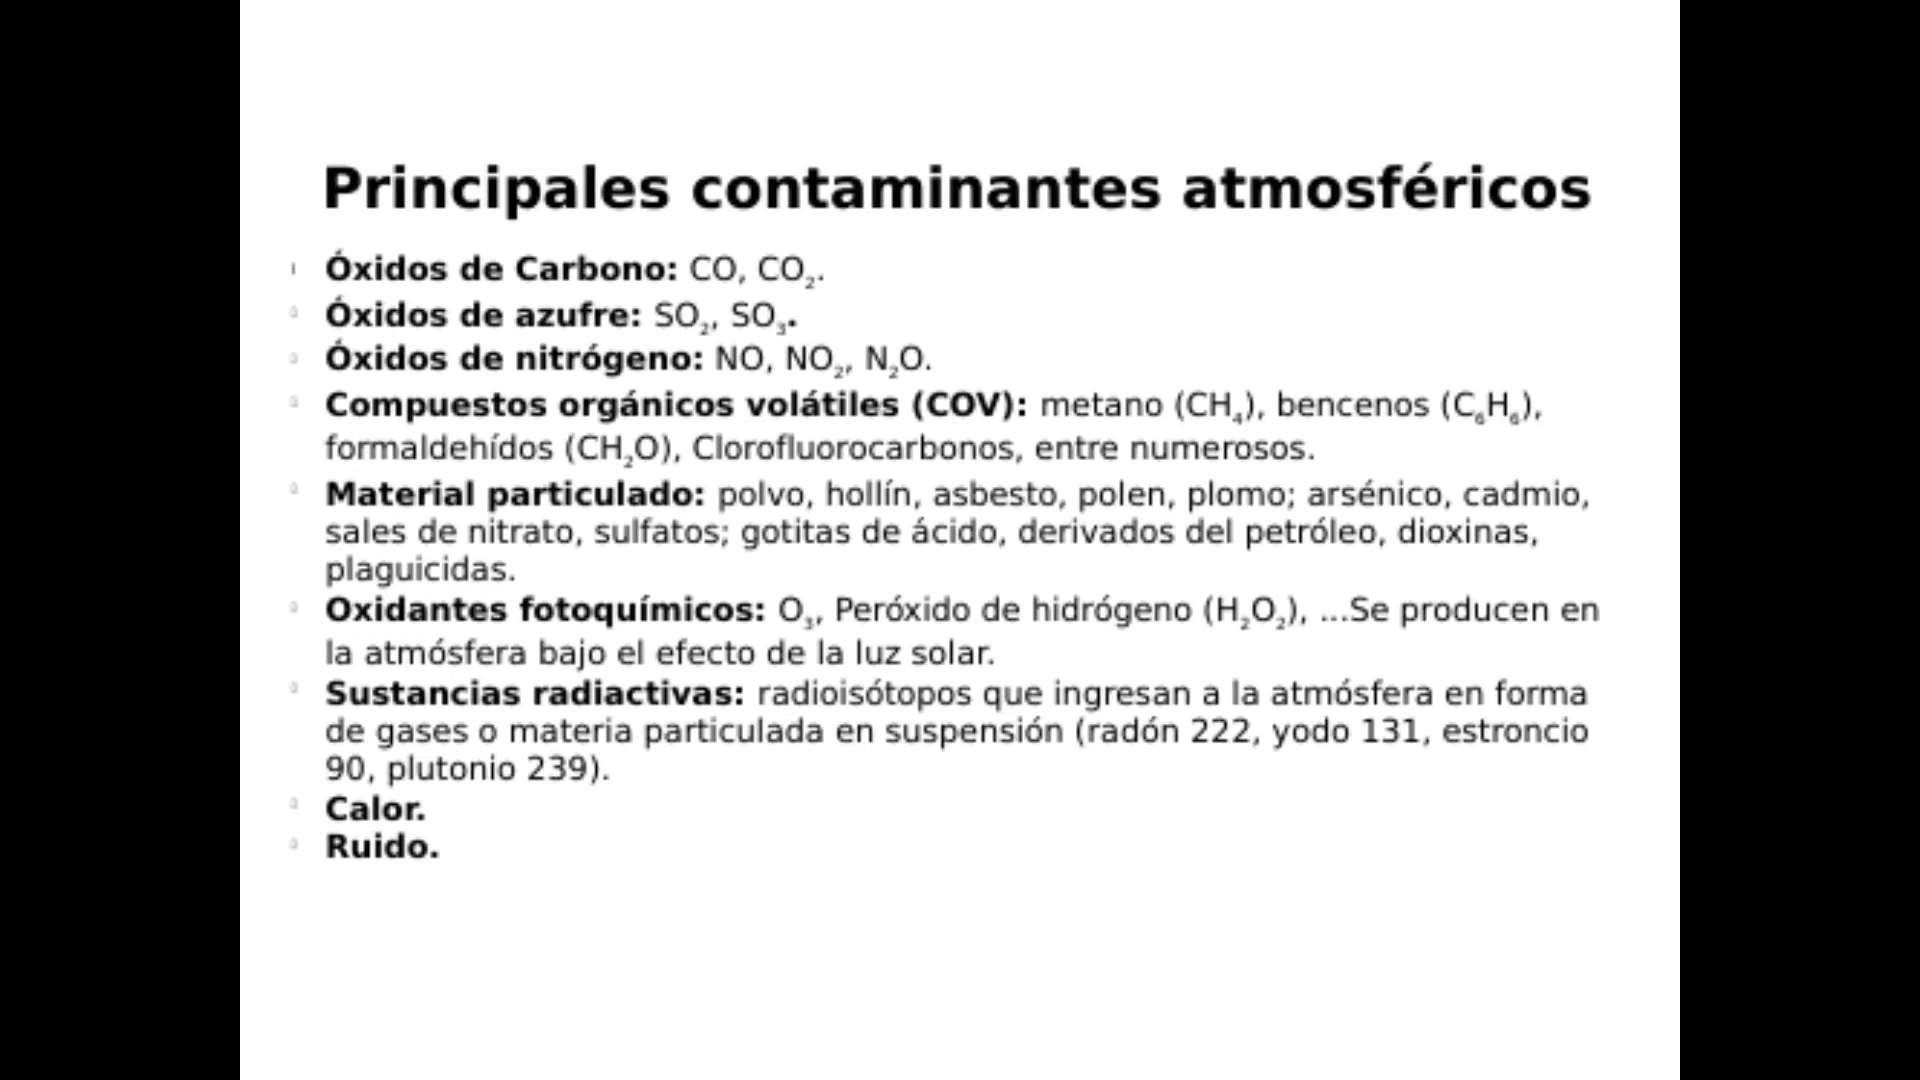 Principales contaminantes atmosféricos
Óxidos de Carbono: CO, CO₂.
Óxidos de azufre: SO₂, SO₃.
Óxidos de nitrógeno: NO, NO₂, N₂O.
Compuestos orgánicos volátiles (COV): metano (CH₄), bencenos (C₆H₆),
formaldehídos (CH₂O), Clorofluorocarbonos, entre numerosos.
Material particulado: polvo, hollín, asbesto, polen, plomo; arsénico, cadmio,
sales de nitrato, sulfatos; gotitas de ácido, derivados del petróleo, dioxinas,
plaguicidas.
Oxidantes fotoquímicos: O₃, Peróxido de hidrógeno (H₂O₂), ...Se producen en
la atmósfera bajo el efecto de la luz solar.
Sustancias radiactivas: radioisótopos que ingresan a la atmósfera en forma
de gases o materia particulada en suspensión (radón 222, yodo 131, estroncio
90, plutonio 239).
Calor.
Ruido.